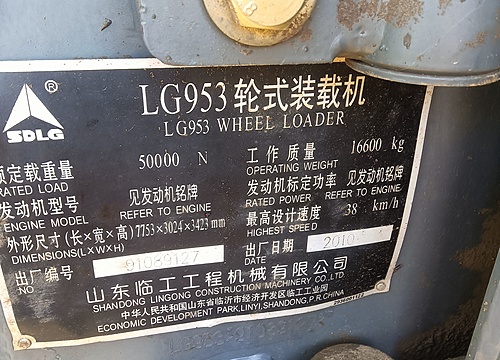 LG953轮式装载机
LG953 WHEEL LOADER
®
SDLG
额定载重量 50000 N 工作质量 16600 kg
RATED LOAD OPERATING WEIGHT
发动机型号 见发动机铭牌 发动机标定功率 见发动机铭牌
ENGINE MODEL REFER TO ENGINE RATED POWER REFER TO ENGINE
外形尺寸(长×宽×高) 7753×3024×3423 mm 最高设计速度 38 km/h
DIMENSIONS(L×W×H) HIGHEST SPEED
出厂编号 01089127 出厂日期 2010
NO DATE
山东临工工程机械有限公司
SHANDONG LINGONG CONSTRUCTION MACHINERY CO.,LTD
中华人民共和国山东省临沂市经济开发区临工工业园
ECONOMIC DEVELOPMENT PARK,LINYI,SHANDONG,P.R.CHINA